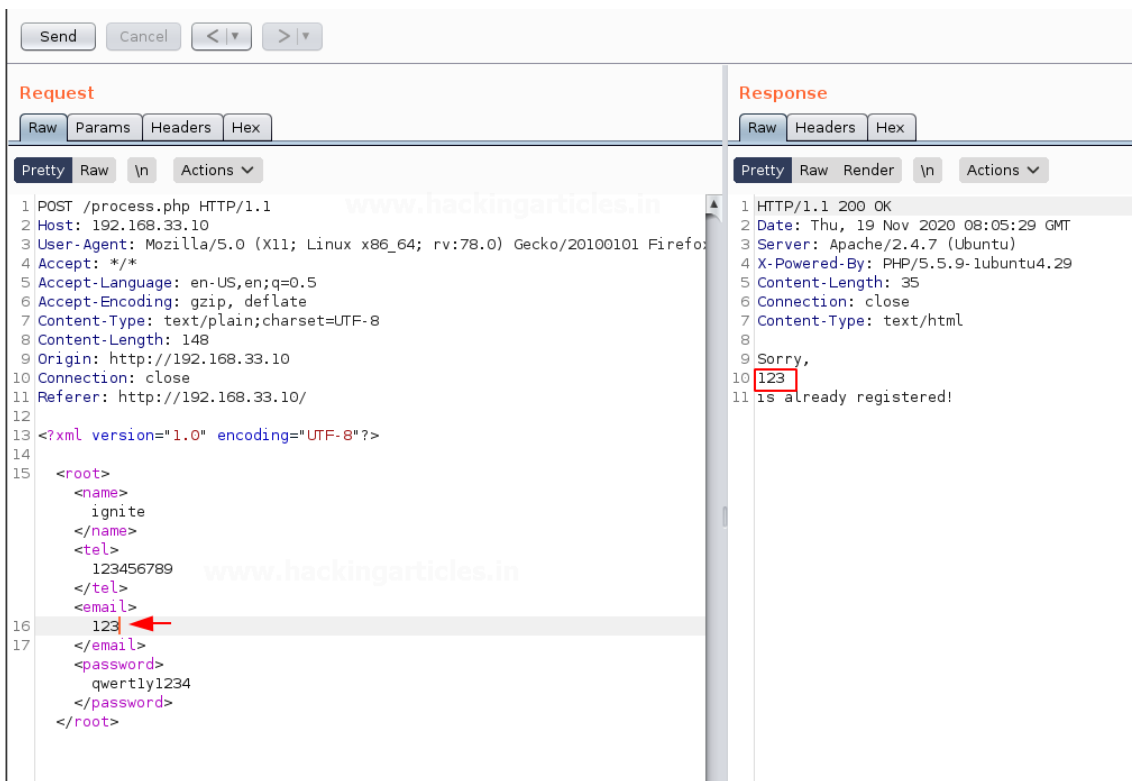 Send Cancel < >
Request
Raw Params Headers Hex
Pretty Raw \n Actions
1 POST /process.php HTTP/1.1
2 Host: 192.168.33.10
3 User-Agent: Mozilla/5.0 (X11; Linux x86_64; rv:78.0) Gecko/20100101 Firefo
4 Accept: */*
5 Accept-Language: en-US,en;q=0.5
6 Accept-Encoding: gzip, deflate
7 Content-Type: text/plain;charset=UTF-8
8 Content-Length: 148
9 Origin: http://192.168.33.10
10 Connection: close
11 Referer: http://192.168.33.10/
12
13 <?xml version="1.0" encoding="UTF-8"?>
14
15 <root>
<name>
ignite
</name>
<tel>
123456789
</tel>
<email>
16 123
17 </email>
<password>
qwert1y1234
</password>
</root>
www.hackingarticles.in
www.hackingarticles.in
Response
Raw Headers Hex
Pretty Raw Render \n Actions
1 HTTP/1.1 200 OK
2 Date: Thu, 19 Nov 2020 08:05:29 GMT
3 Server: Apache/2.4.7 (Ubuntu)
4 X-Powered-By: PHP/5.5.9-1ubuntu4.29
5 Content-Length: 35
6 Connection: close
7 Content-Type: text/html
8
9 Sorry,
10 123
11 is already registered!